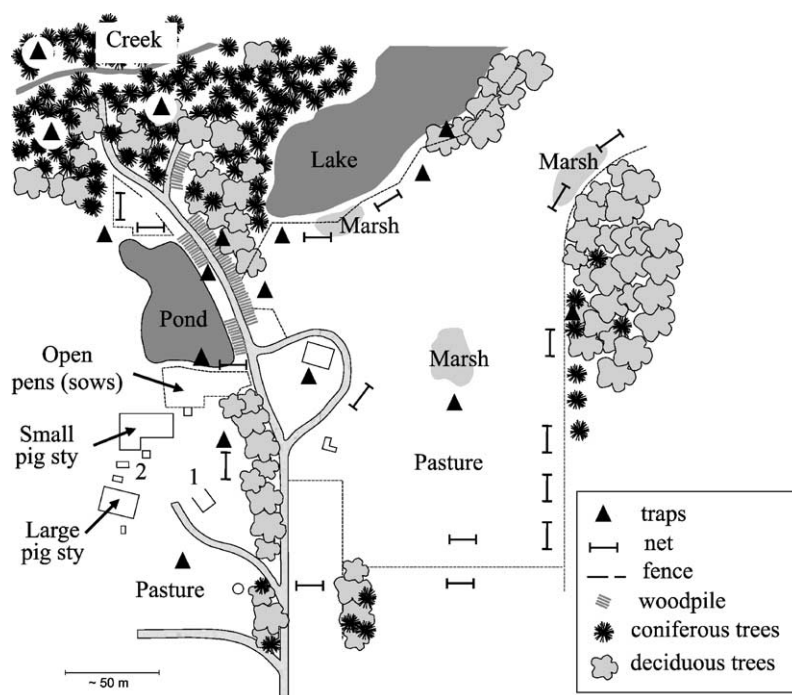 Creek
Lake
Marsh
Marsh
Pond
Marsh
Open
pens (sows)
Small
pig sty
2
1
Pasture
Large
pig sty
Pasture
~ 50 m
traps
net
fence
woodpile
coniferous trees
deciduous trees